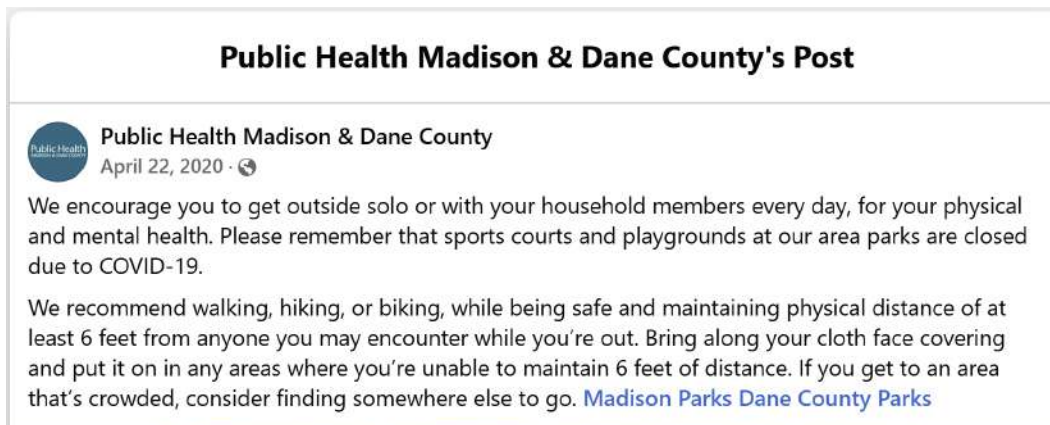 Public Health Madison & Dane County's Post
Public Health
MADISON & DANE COUNTY
Public Health Madison & Dane County
April 22, 2020 ·
We encourage you to get outside solo or with your household members every day, for your physical
and mental health. Please remember that sports courts and playgrounds at our area parks are closed
due to COVID-19.
We recommend walking, hiking, or biking, while being safe and maintaining physical distance of at
least 6 feet from anyone you may encounter while you're out. Bring along your cloth face covering
and put it on in any areas where you're unable to maintain 6 feet of distance. If you get to an area
that's crowded, consider finding somewhere else to go. Madison Parks Dane County Parks